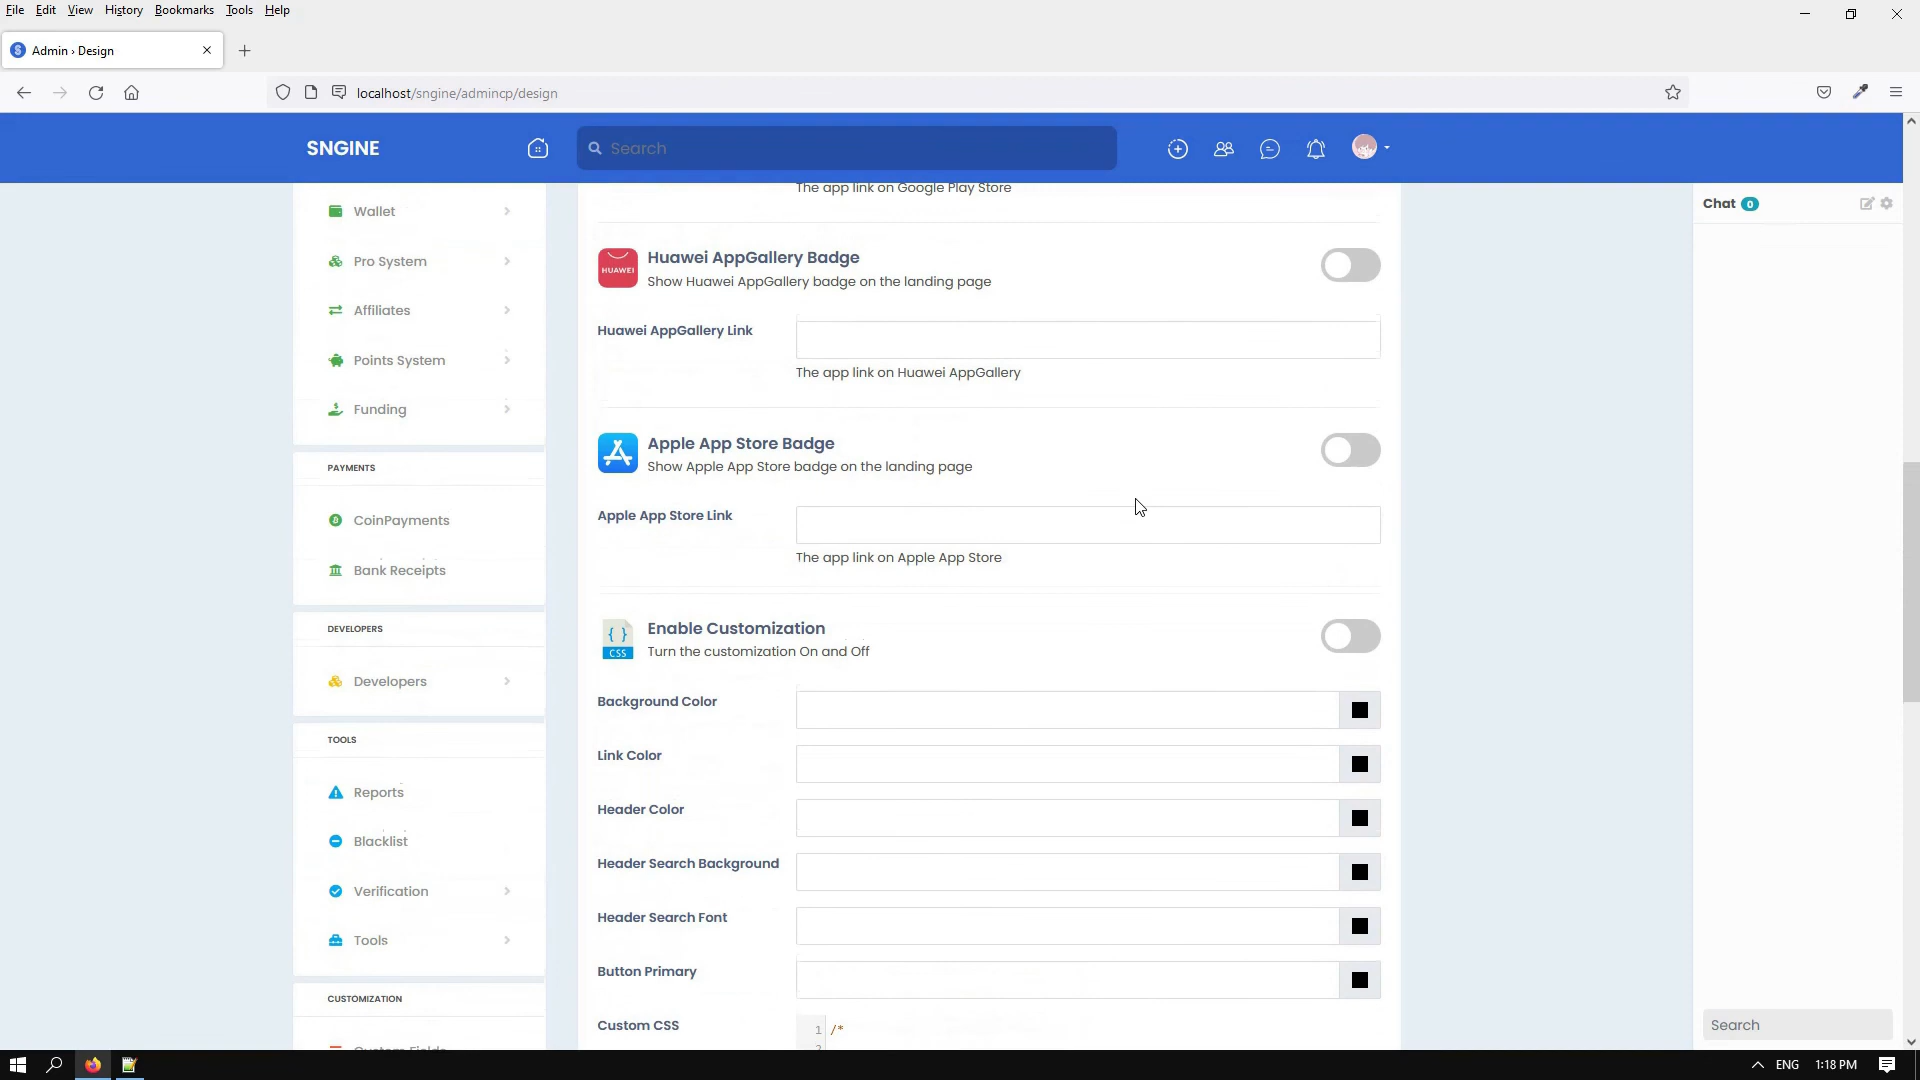 File Edit View History Bookmarks Tools Help
Admin › Design
localhost/sngine/admincp/design
SNGINE
Search
The app link on Google Play Store
Chat 0
Wallet
Pro System
Affiliates
Points System
Funding
PAYMENTS
CoinPayments
Bank Receipts
DEVELOPERS
Developers
TOOLS
Reports
Blacklist
Verification
Tools
CUSTOMIZATION
Custom Fields
HUAWEI
Huawei AppGallery Badge
Show Huawei AppGallery badge on the landing page
Huawei AppGallery Link
The app link on Huawei AppGallery
Apple App Store Badge
Show Apple App Store badge on the landing page
Apple App Store Link
The app link on Apple App Store
{ }
CSS
Enable Customization
Turn the customization On and Off
Background Color
Link Color
Header Color
Header Search Background
Header Search Font
Button Primary
Custom CSS
1 /*
2
Search
ENG 1:18 PM